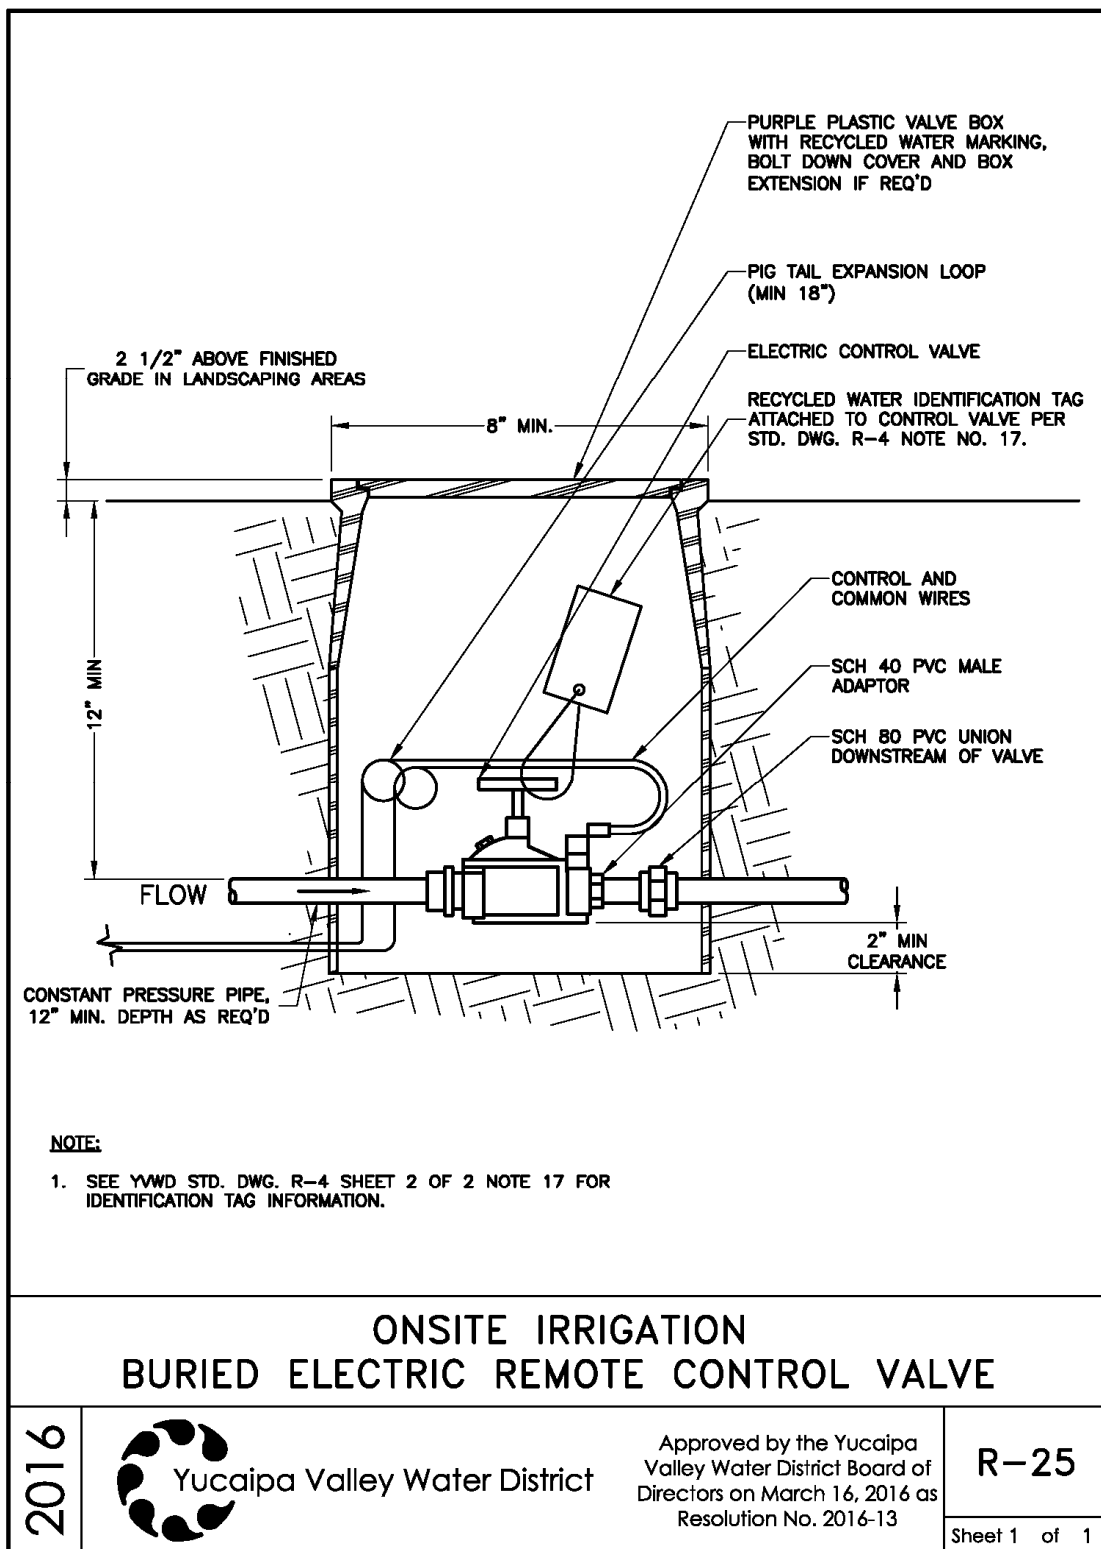 PURPLE PLASTIC VALVE BOX
WITH RECYCLED WATER MARKING,
BOLT DOWN COVER AND BOX
EXTENSION IF REQ'D
PIG TAIL EXPANSION LOOP
(MIN 18")
2 1/2" ABOVE FINISHED
GRADE IN LANDSCAPING AREAS
ELECTRIC CONTROL VALVE
RECYCLED WATER IDENTIFICATION TAG
ATTACHED TO CONTROL VALVE PER
STD. DWG. R-4 NOTE NO. 17.
8" MIN.
CONTROL AND
COMMON WIRES
12" MIN
SCH 40 PVC MALE
ADAPTOR
SCH 80 PVC UNION
DOWNSTREAM OF VALVE
FLOW
2" MIN
CLEARANCE
CONSTANT PRESSURE PIPE,
12" MIN. DEPTH AS REQ'D
NOTE:
1. SEE YVWD STD. DWG. R-4 SHEET 2 OF 2 NOTE 17 FOR
IDENTIFICATION TAG INFORMATION.
ONSITE IRRIGATION
BURIED ELECTRIC REMOTE CONTROL VALVE
2016
Yucaipa Valley Water District
Approved by the Yucaipa
Valley Water District Board of
Directors on March 16, 2016 as
Resolution No. 2016-13
R-25
Sheet 1 of 1